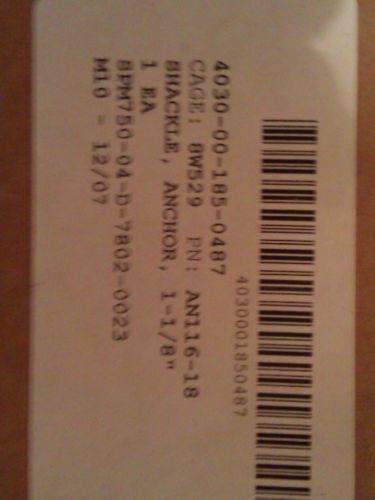 4030001850487
4030-00-185-0487
CAGE: 8W529 PN: AN116-18
SHACKLE, ANCHOR, 1-1/8"
1 EA
SPM750-04-D-7802-0023
M10 - 12/07